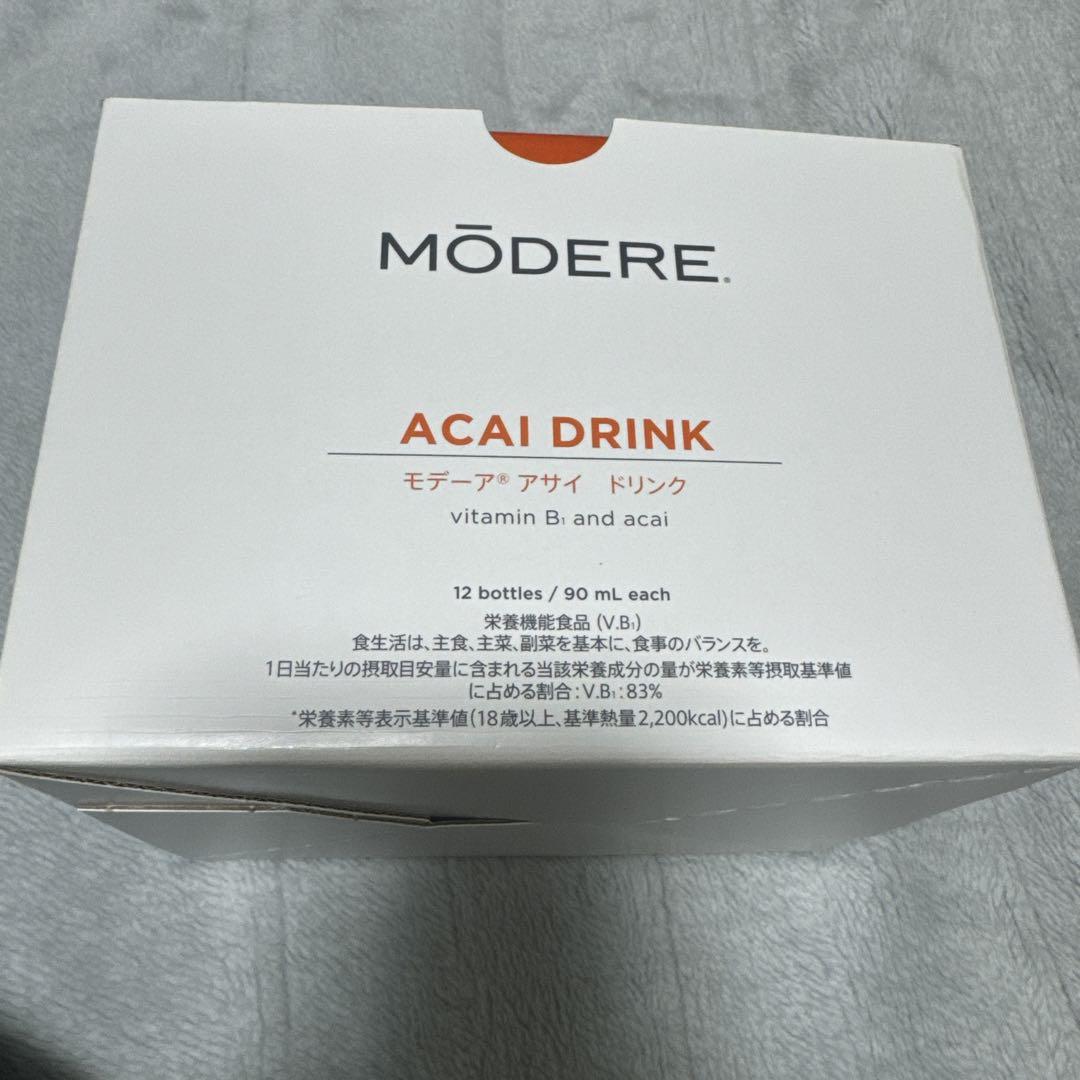 MŌDERE®
ACAI DRINK
モデーア® アサイ　ドリンク
vitamin B₁ and acai
12 bottles / 90 mL each
栄養機能食品 (V.B₁)
食生活は、主食、主菜、副菜を基本に、食事のバランスを。
1日当たりの摂取目安量に含まれる当該栄養成分の量が栄養素等摂取基準値
に占める割合：V.B₁：83%
*栄養素等表示基準値(18歳以上、基準熱量2,200kcal)に占める割合